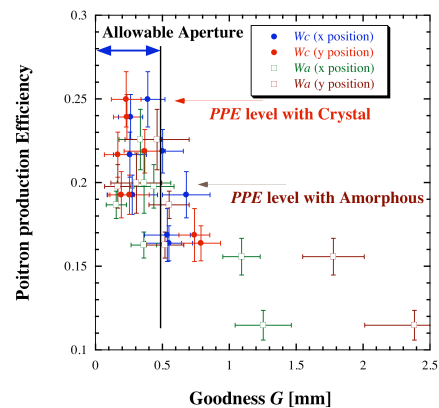 Allowable Aperture
Wc (x position)
Wc (y position)
Wa (x position)
Wa (y position)
PPE level with Crystal
PPE level with Amorphous
Poitron production Efficiency
0.3
0.25
0.2
0.15
0.1
0
0.5
1
1.5
2
2.5
Goodness G [mm]